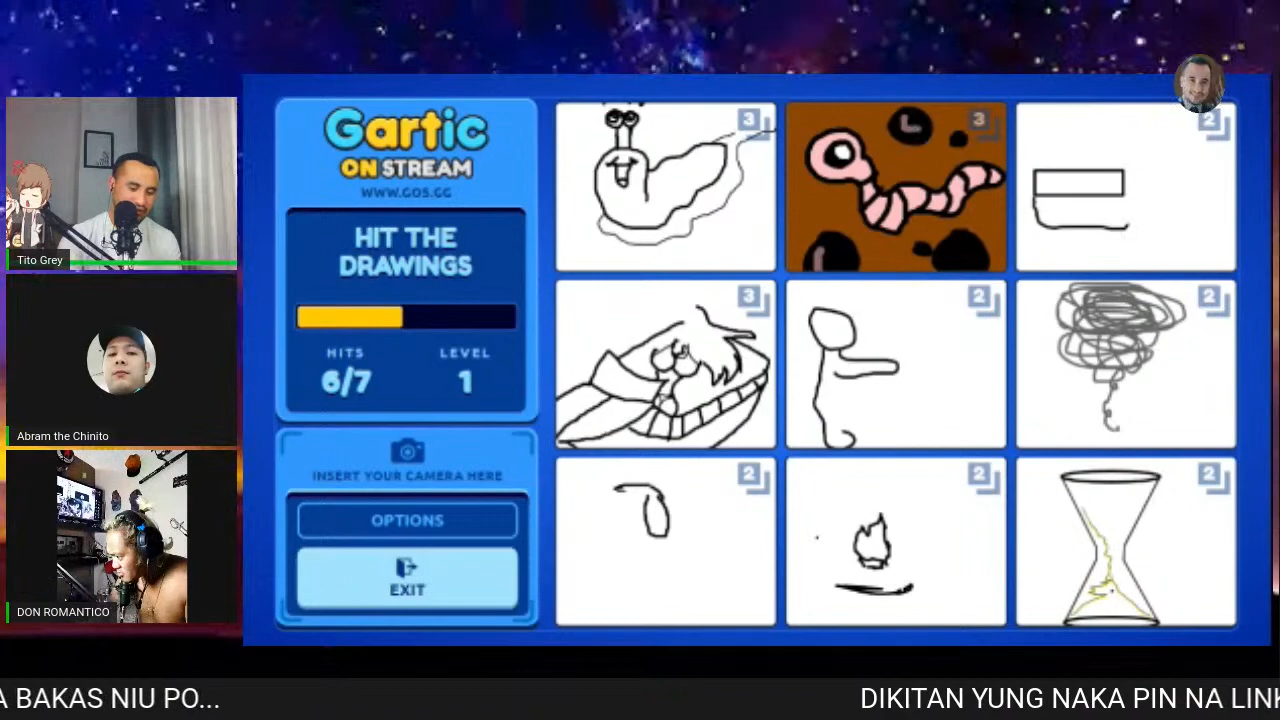 Gartic
ON STREAM
WWW.GOS.GG
HIT THE
DRAWINGS
HITS LEVEL
6/7 1
INSERT YOUR CAMERA HERE
OPTIONS
EXIT
3 3 2
3 2 2
2 2 2
Tito Grey
Abram the Chinito
DON ROMANTICO
A BAKAS NIU PO... DIKITAN YUNG NAKA PIN NA LINK